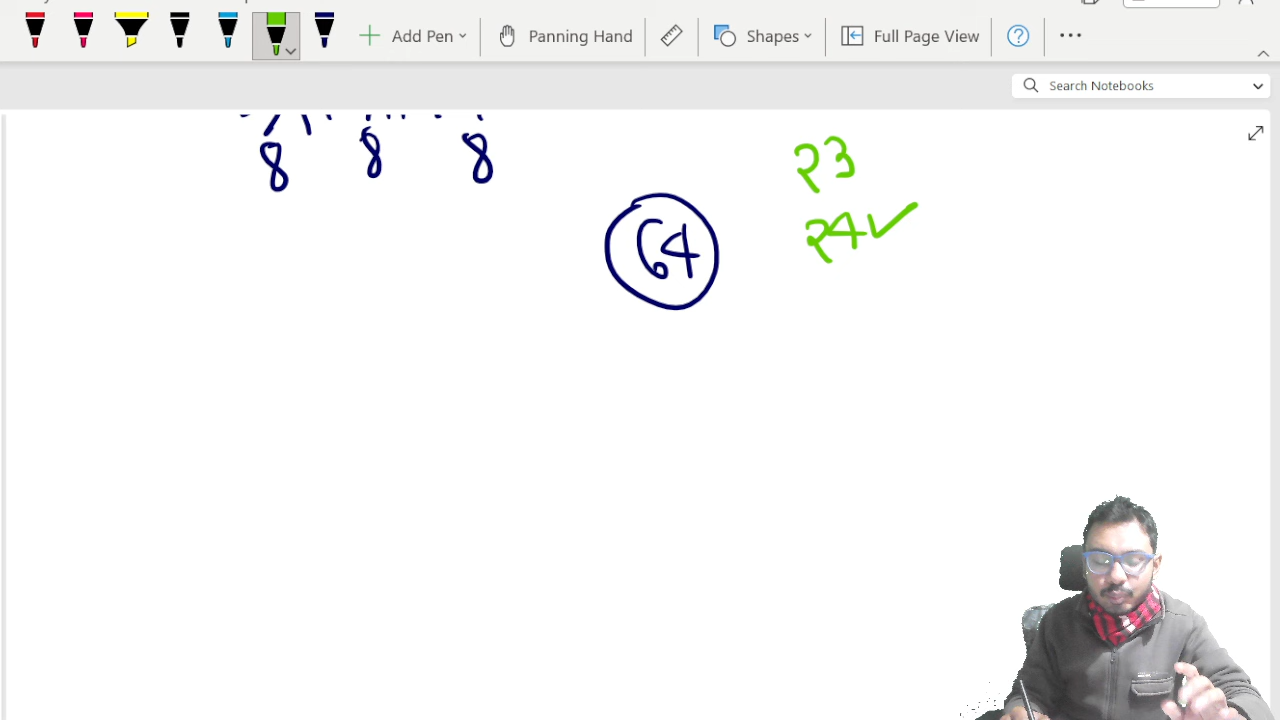 Add Pen
Panning Hand
Shapes
Full Page View
Search Notebooks
8 8 8
64
23
24✓